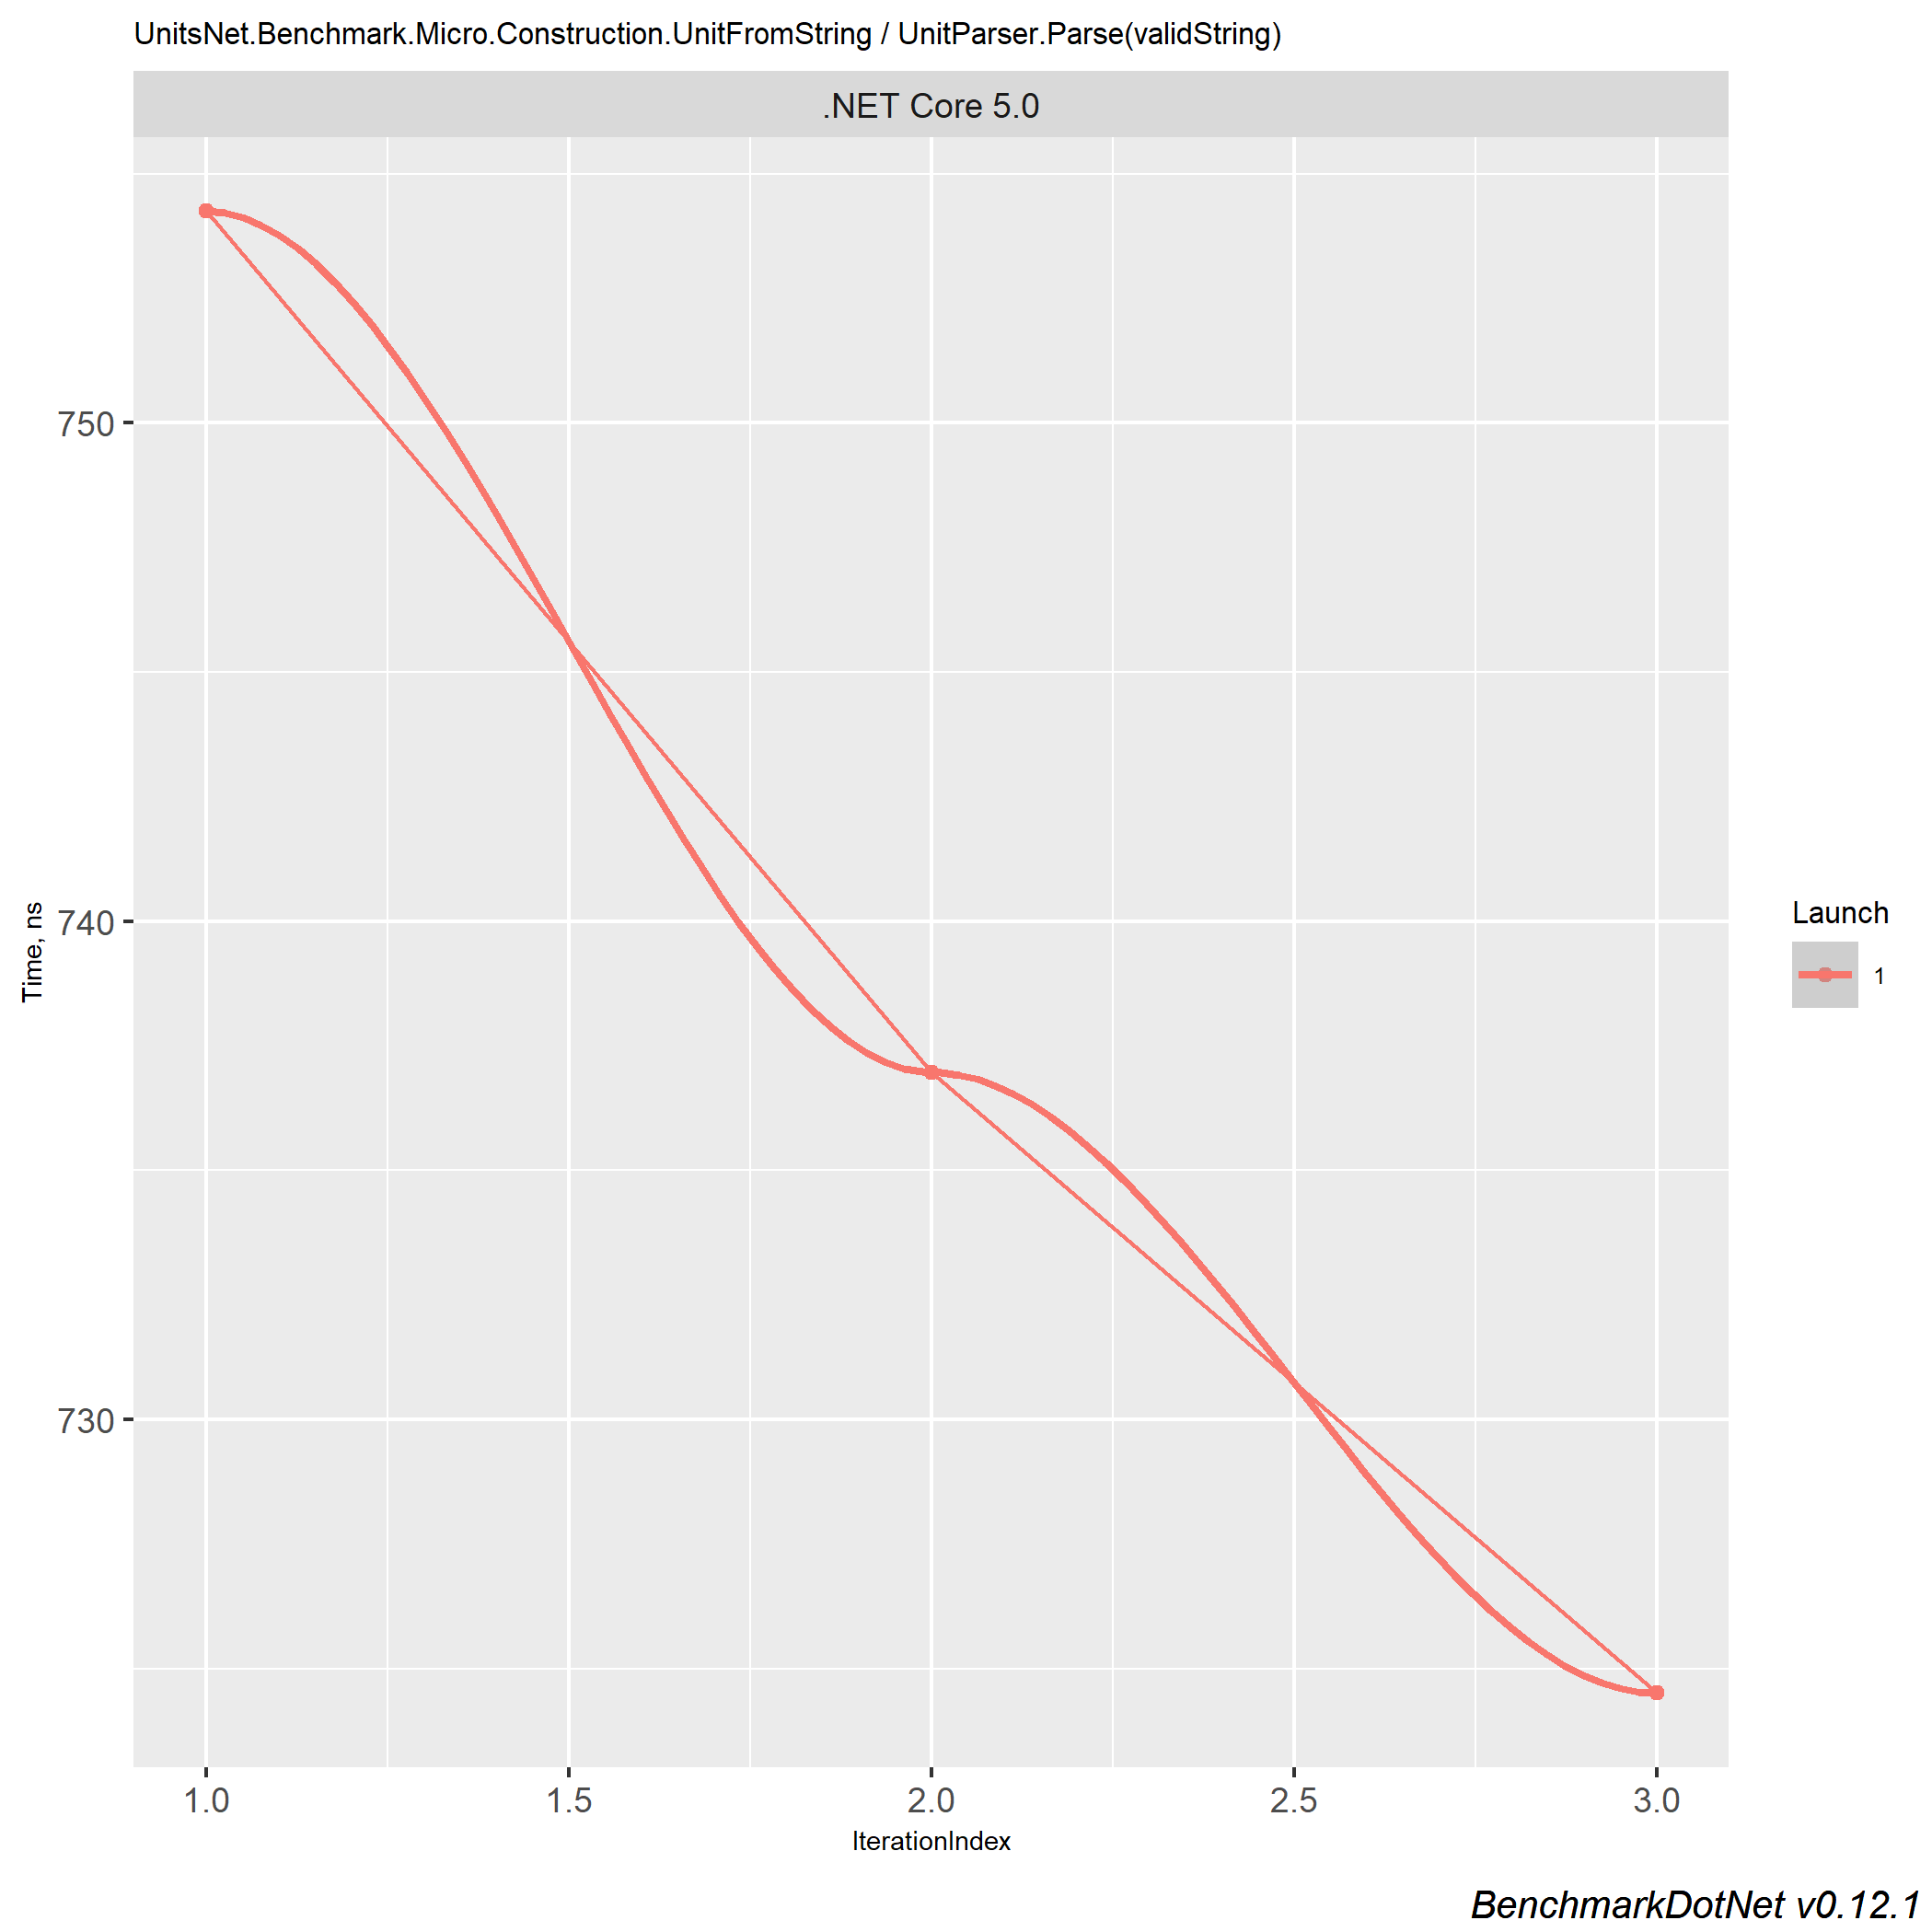 UnitsNet.Benchmark.Micro.Construction.UnitFromString / UnitParser.Parse(validString)
.NET Core 5.0
750
740
730
Time, ns
1.0
1.5
2.0
2.5
3.0
IterationIndex
Launch
1
BenchmarkDotNet v0.12.1